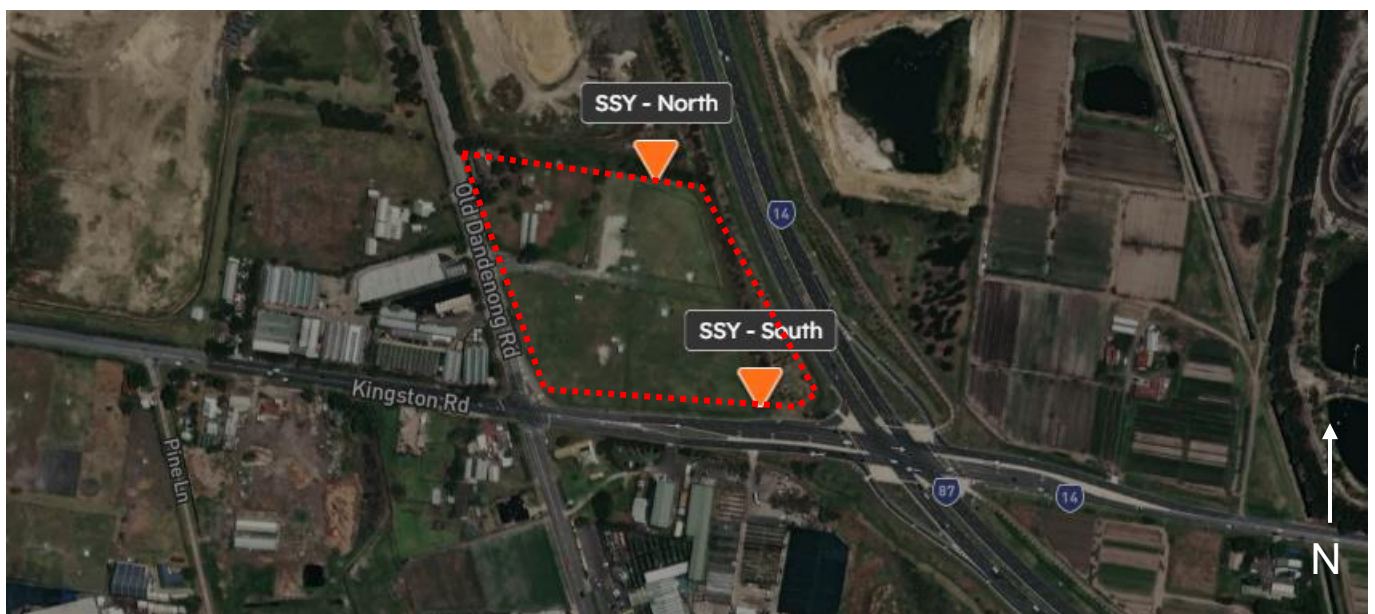 SSY - North
14
Old Dandenong Rd
SSY - South
Kingston Rd
Pine Ln
87
14
N